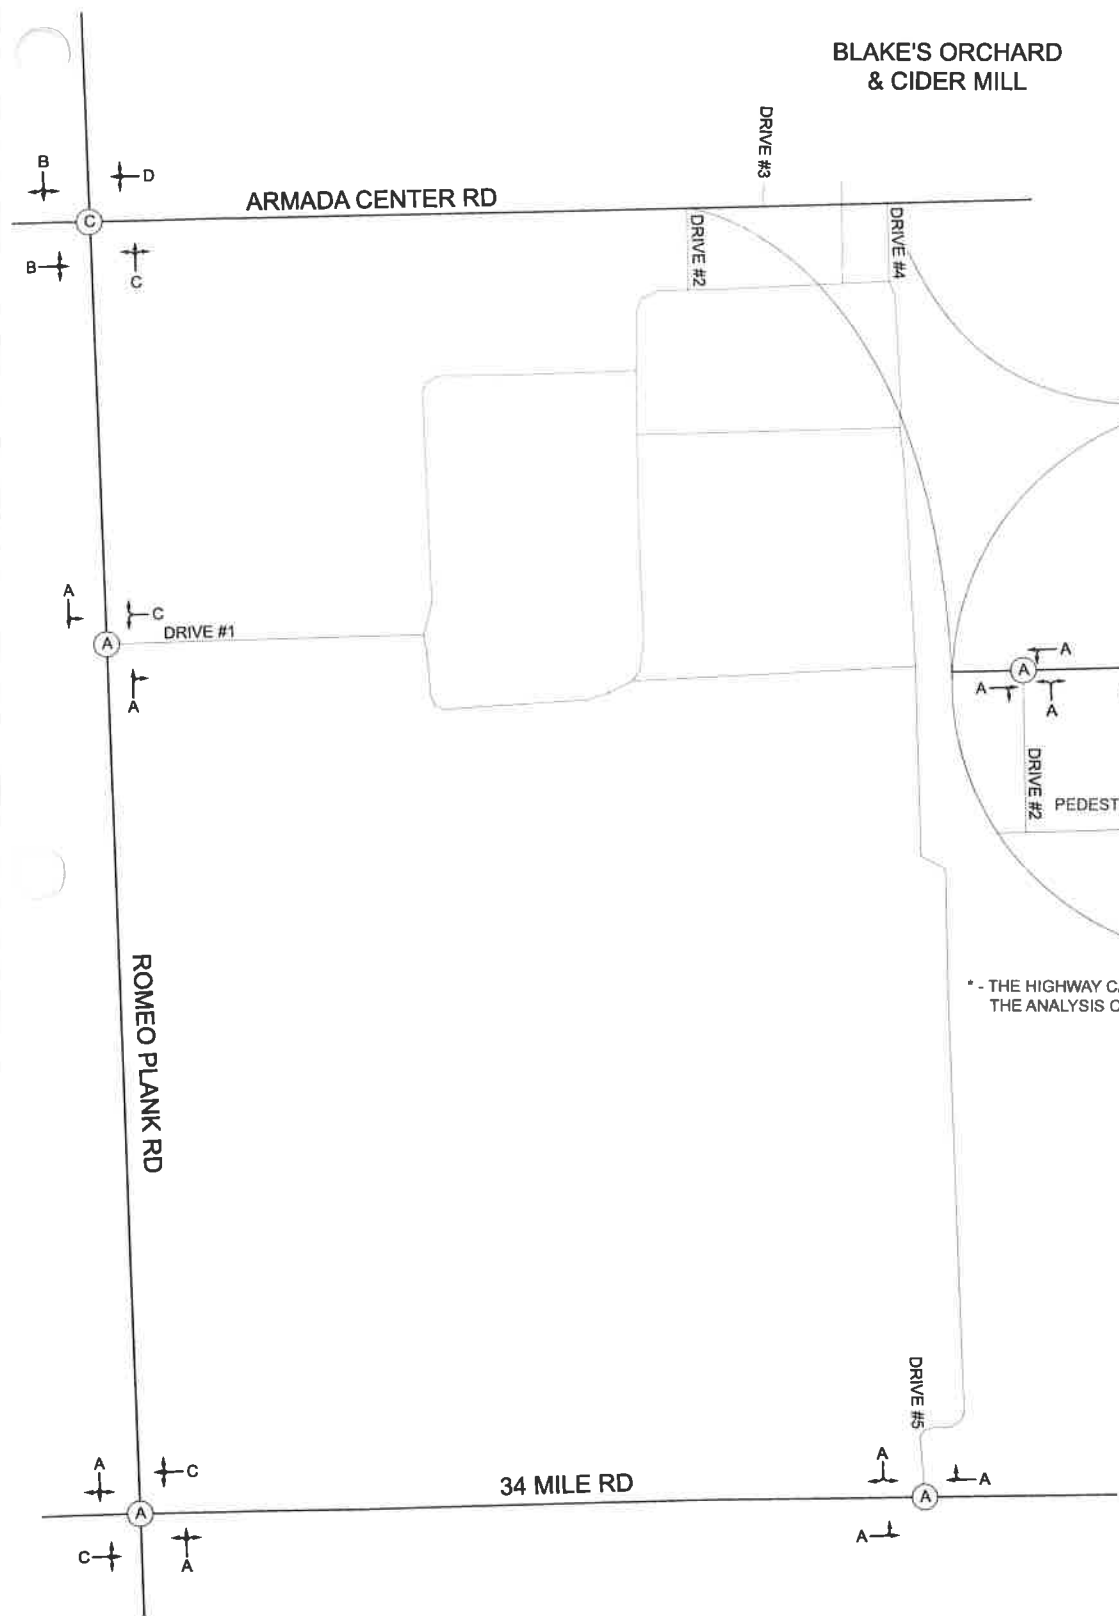 BLAKE'S ORCHARD
& CIDER MILL
DRIVE #3
B
D
ARMADA CENTER RD
C
B
C
DRIVE #2
DRIVE #4
A
C
DRIVE #1
A
A
A
A
A
A
DRIVE #2
PEDEST
* - THE HIGHWAY C
THE ANALYSIS
ROMEO PLANK RD
DRIVE #5
A
C
34 MILE RD
A
A
A
A
A
C
A